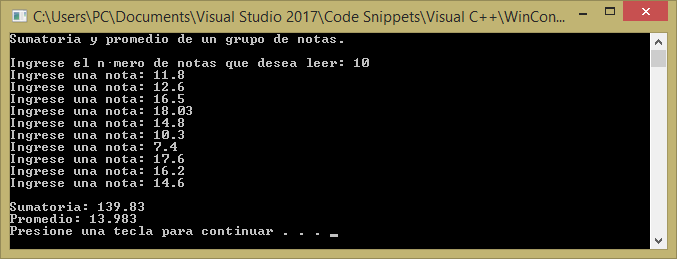 C:\Users\PC\Documents\Visual Studio 2017\Code Snippets\Visual C++\WinCon...
Sumatoria y promedio de un grupo de notas.
Ingrese el n·mero de notas que desea leer: 10
Ingrese una nota: 11.8
Ingrese una nota: 12.6
Ingrese una nota: 16.5
Ingrese una nota: 18.03
Ingrese una nota: 14.8
Ingrese una nota: 10.3
Ingrese una nota: 7.4
Ingrese una nota: 17.6
Ingrese una nota: 16.2
Ingrese una nota: 14.6
Sumatoria: 139.83
Promedio: 13.983
Presione una tecla para continuar . . .